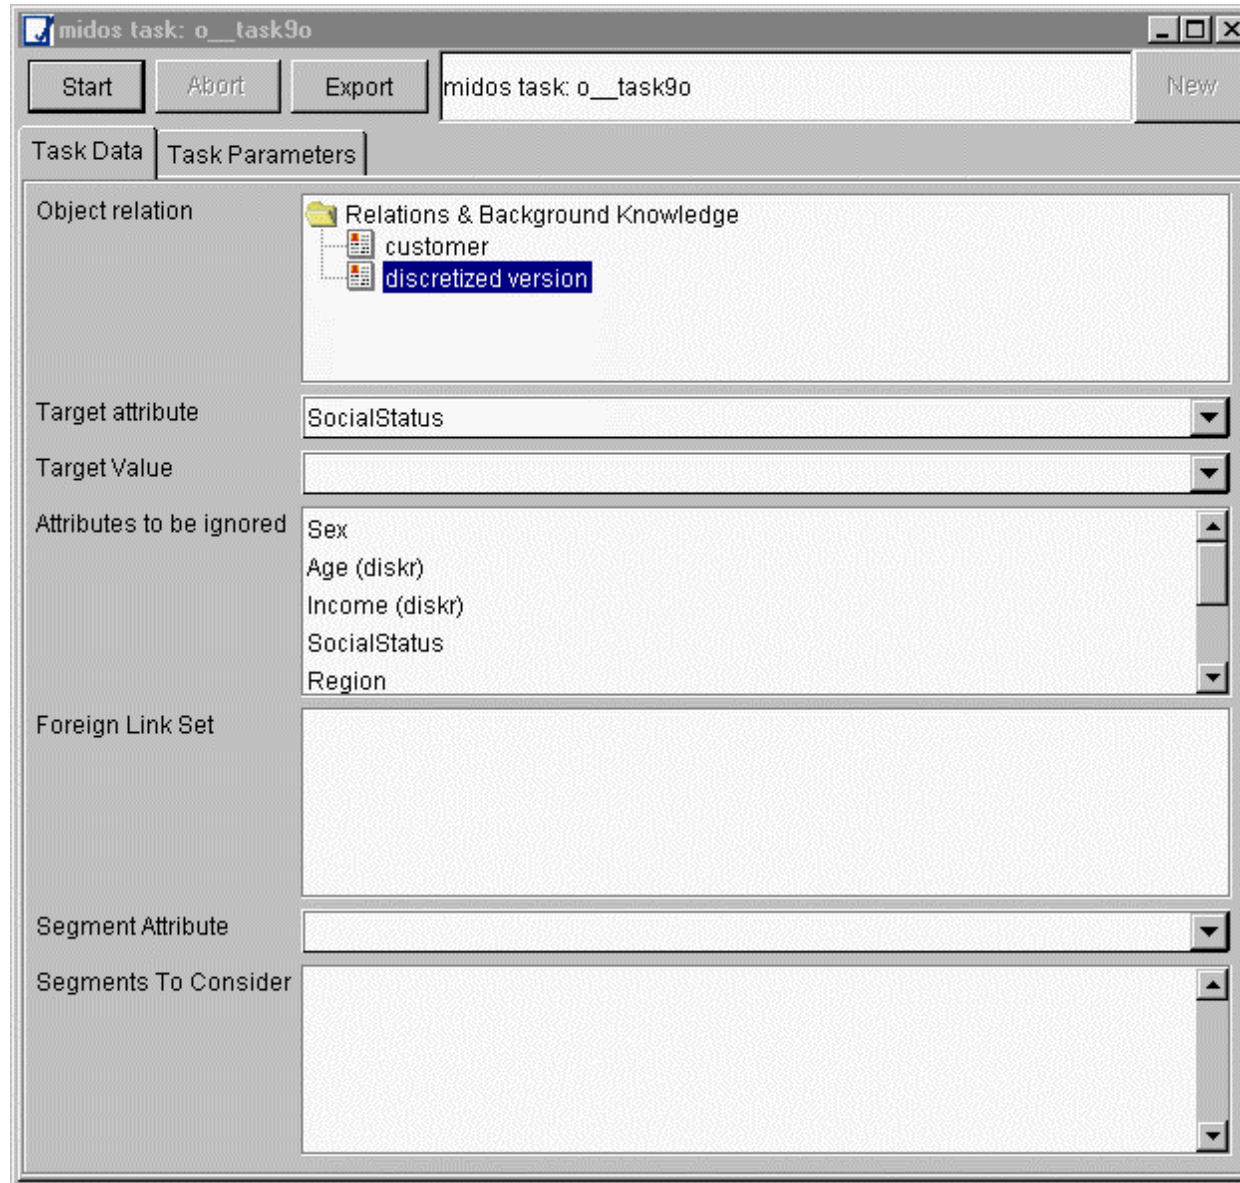 midos task: o__task9o
Start Abort Export midos task: o__task9o New
Task Data Task Parameters
Object relation
Relations & Background Knowledge
customer
discretized version
Target attribute SocialStatus
Target Value
Attributes to be ignored
Sex
Age (diskr)
Income (diskr)
SocialStatus
Region
Foreign Link Set
Segment Attribute
Segments To Consider